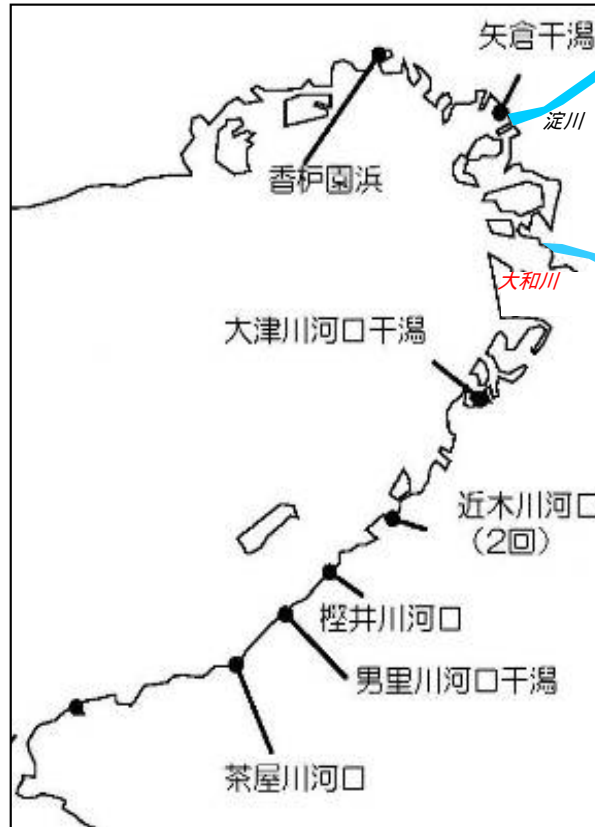 矢倉干潟
淀川
香枦園浜
大和川
大津川河口干潟
近木川河口
（2回）
樫井川河口
男里川河口干潟
茶屋川河口